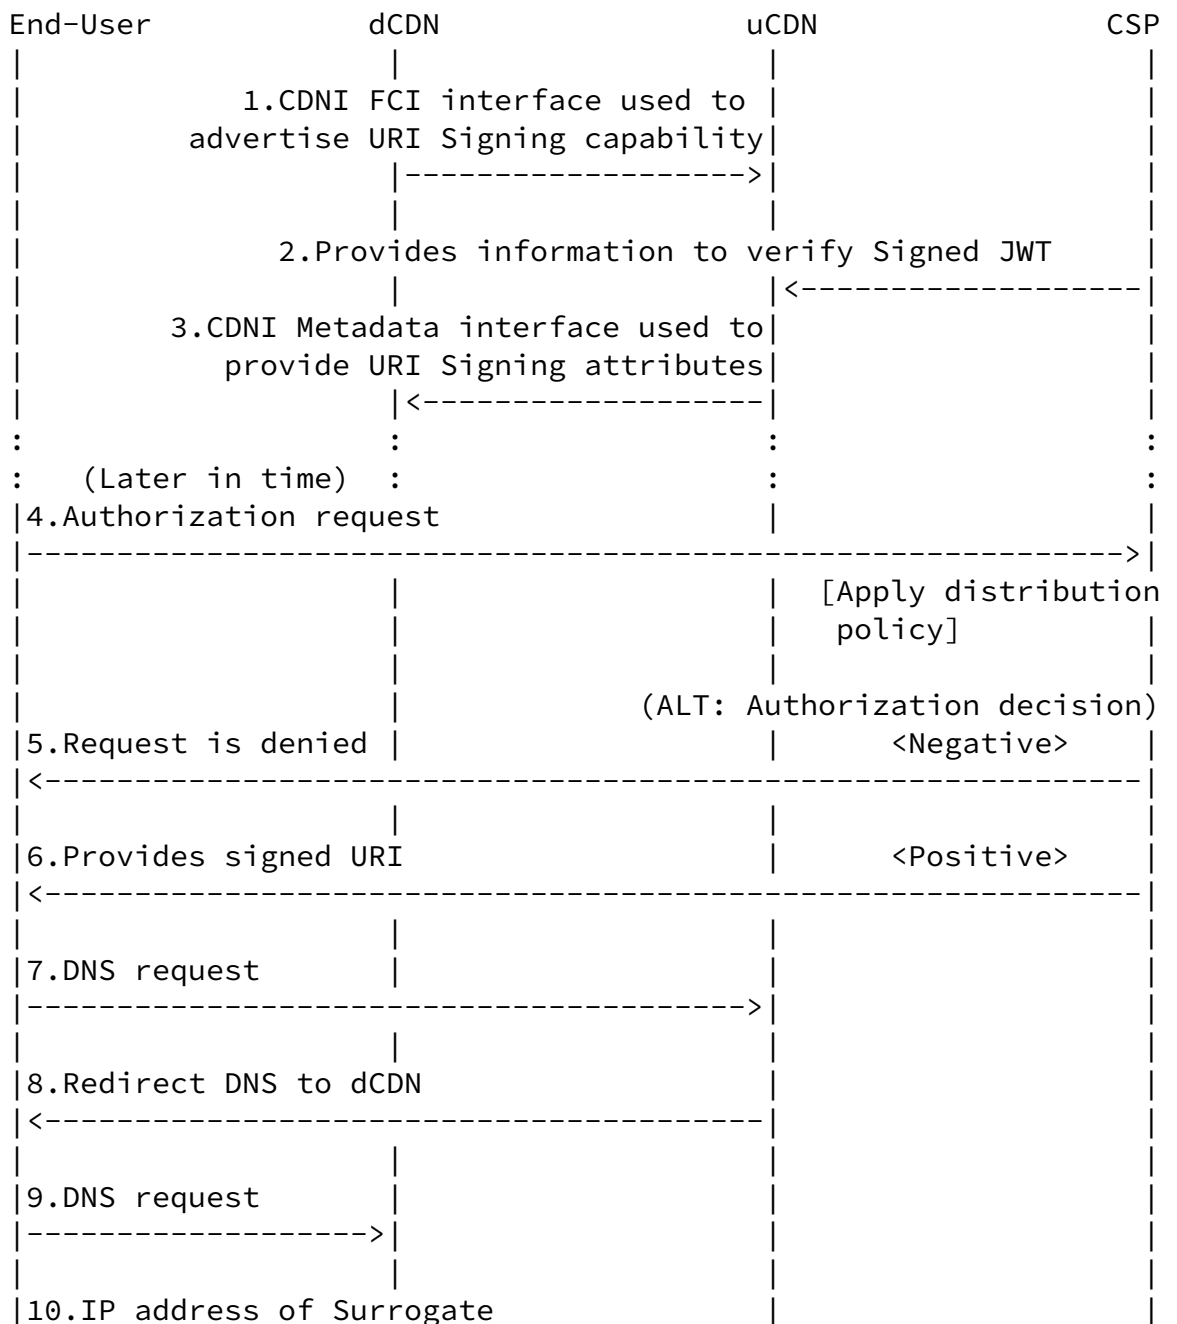 End-User dCDN uCDN CSP
1.CDNI FCI interface used to
advertise URI Signing capability
2.Provides information to verify Signed JWT
3.CDNI Metadata interface used to
provide URI Signing attributes
(Later in time)
4.Authorization request
[Apply distribution
policy]
(ALT: Authorization decision)
5.Request is denied <Negative>
6.Provides signed URI <Positive>
7.DNS request
8.Redirect DNS to dCDN
9.DNS request
10.IP address of Surrogate